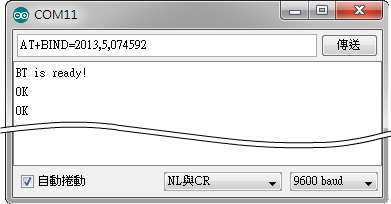 COM11
AT+BIND=2013,5,074592
傳送
BT is ready!
OK
OK
自動捲動
NL與CR
9600 baud